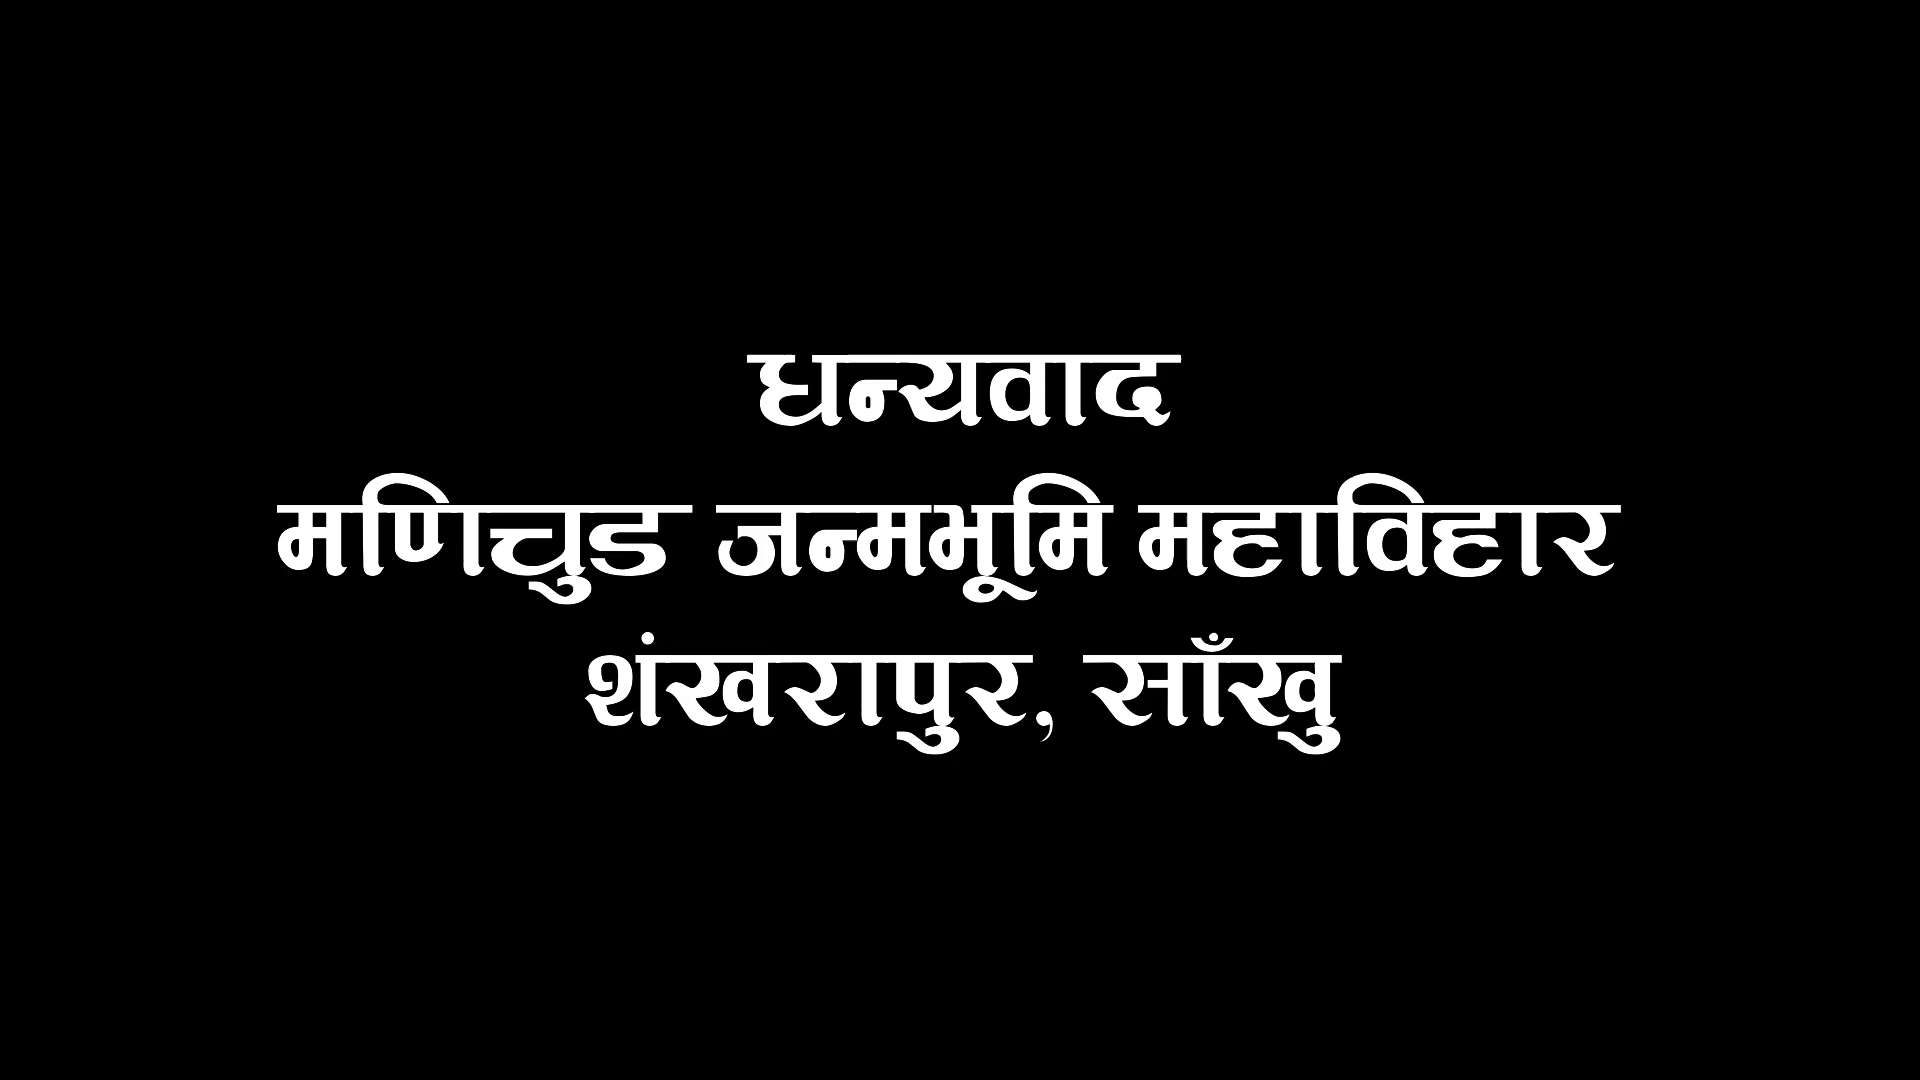 धन्यवाद
मणिचुड जन्मभूमि महाविहार
शंखरापुर, साँखु